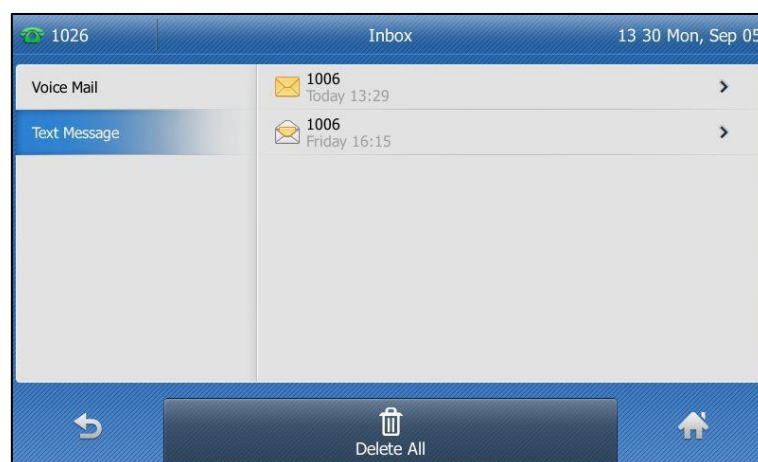 1026
Inbox
13 30 Mon, Sep 05
Voice Mail
Text Message
1006
Today 13:29
1006
Friday 16:15
Delete All